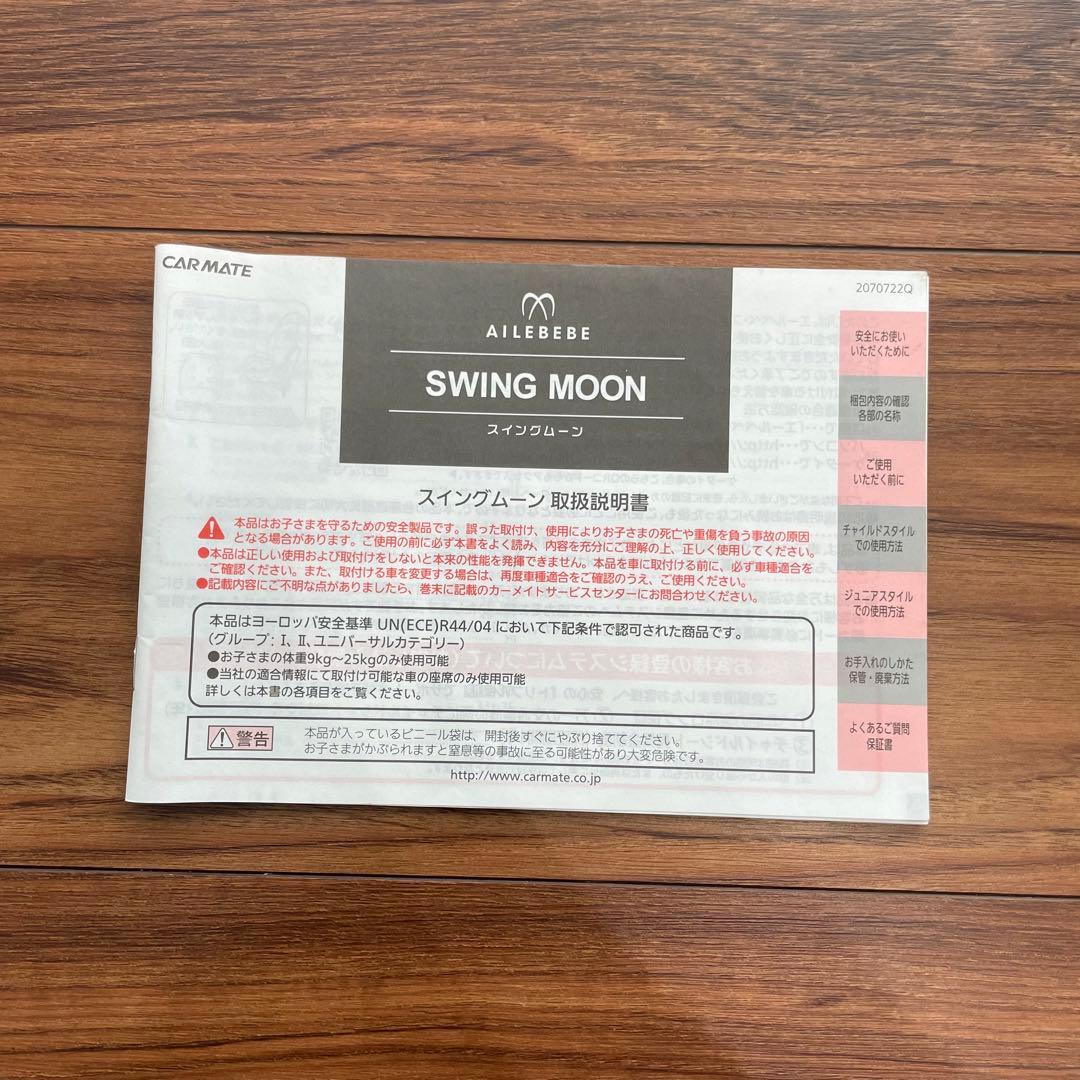 CARMATE
2070722Q
AILEBEBE
SWING MOON
スイングムーン
スイングムーン 取扱説明書
本品はお子さまを守るための安全製品です。誤った取付け、使用によりお子さまの死亡や重傷を負う事故の原因
となる場合があります。ご使用の前に必ず本書をよく読み、内容を充分にご理解の上、正しく使用してください。
●本品は正しい使用および取付けをしないと本来の性能を発揮できません。本品を車に取付ける前に、必ず車種適合を
ご確認ください。また、取付ける車を変更する場合は、再度車種適合をご確認のうえ、ご使用ください。
●記載内容にご不明な点がありましたら、巻末に記載のカーメイトサービスセンターにお問合わせください。
本品はヨーロッパ安全基準 UN(ECE)R44/04 において下記条件で認可された商品です。
(グループ: I、II、ユニバーサルカテゴリー)
●お子さまの体重9kg〜25kgのみ使用可能
●当社の適合情報にて取付け可能な車の座席のみ使用可能
詳しくは本書の各項目をご覧ください。
警告
本品が入っているビニール袋は、開封後すぐにやぶり捨ててください。
お子さまがかぶられますと窒息等の事故に至る可能性があり大変危険です。
http://www.carmate.co.jp
安全にお使い
いただくために
梱包内容の確認
各部の名称
ご使用
いただく前に
チャイルドスタイル
での使用方法
ジュニアスタイル
での使用方法
お手入れのしかた
保管・廃棄方法
よくあるご質問
保証書